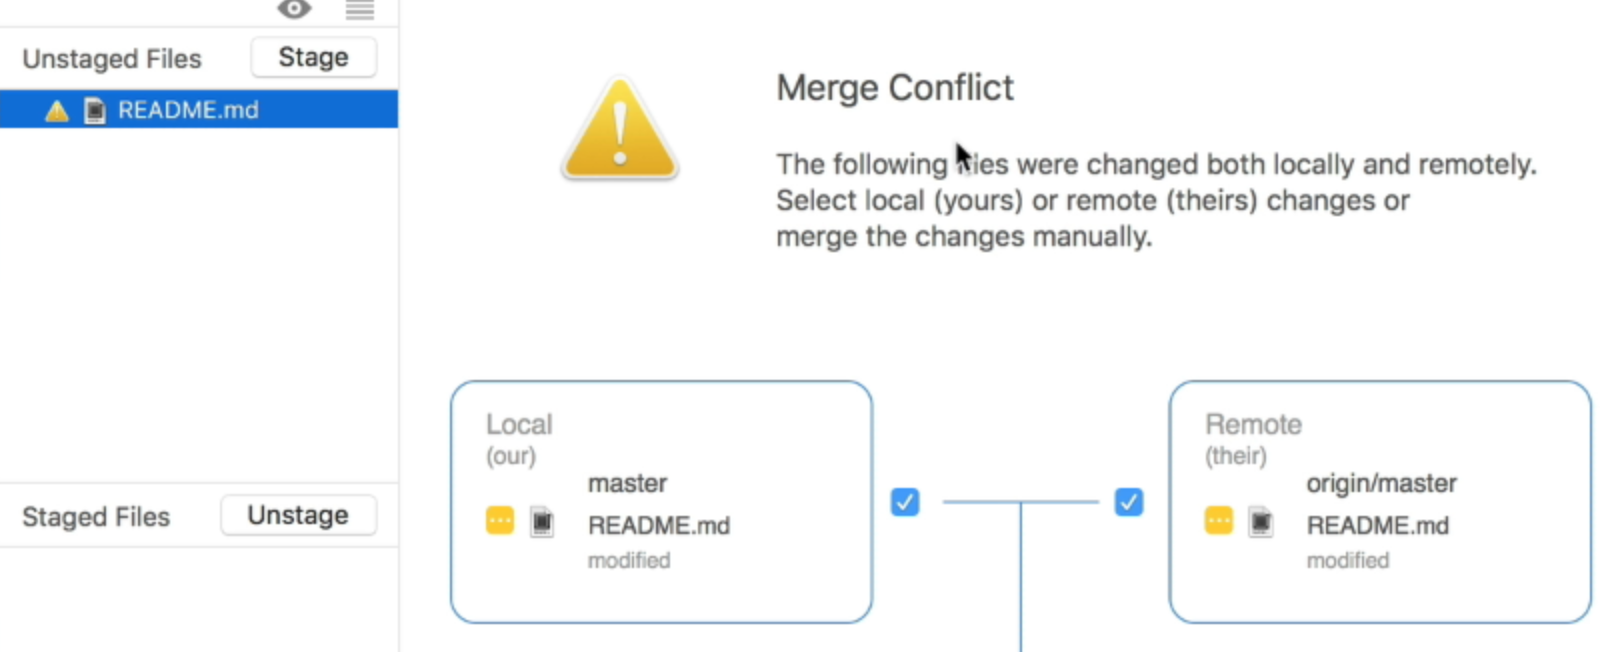 Unstaged Files
Stage
README.md
Staged Files
Unstage
Merge Conflict
The following files were changed both locally and remotely.
Select local (yours) or remote (theirs) changes or
merge the changes manually.
Local
(our)
master
README.md
modified
Remote
(their)
origin/master
README.md
modified